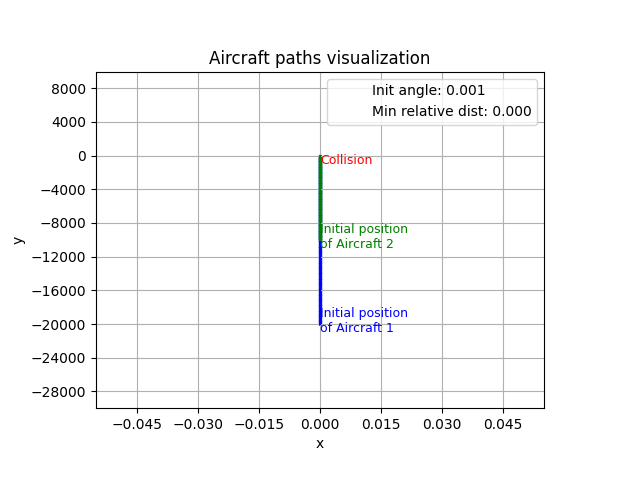 Aircraft paths visualization
Init angle: 0.001
Min relative dist: 0.000
8000
4000
0
−4000
−8000
−12000
−16000
−20000
−24000
−28000
y
Collision
Initial position
of Aircraft 2
Initial position
of Aircraft 1
−0.045 −0.030 −0.015 0.000 0.015 0.030 0.045
x